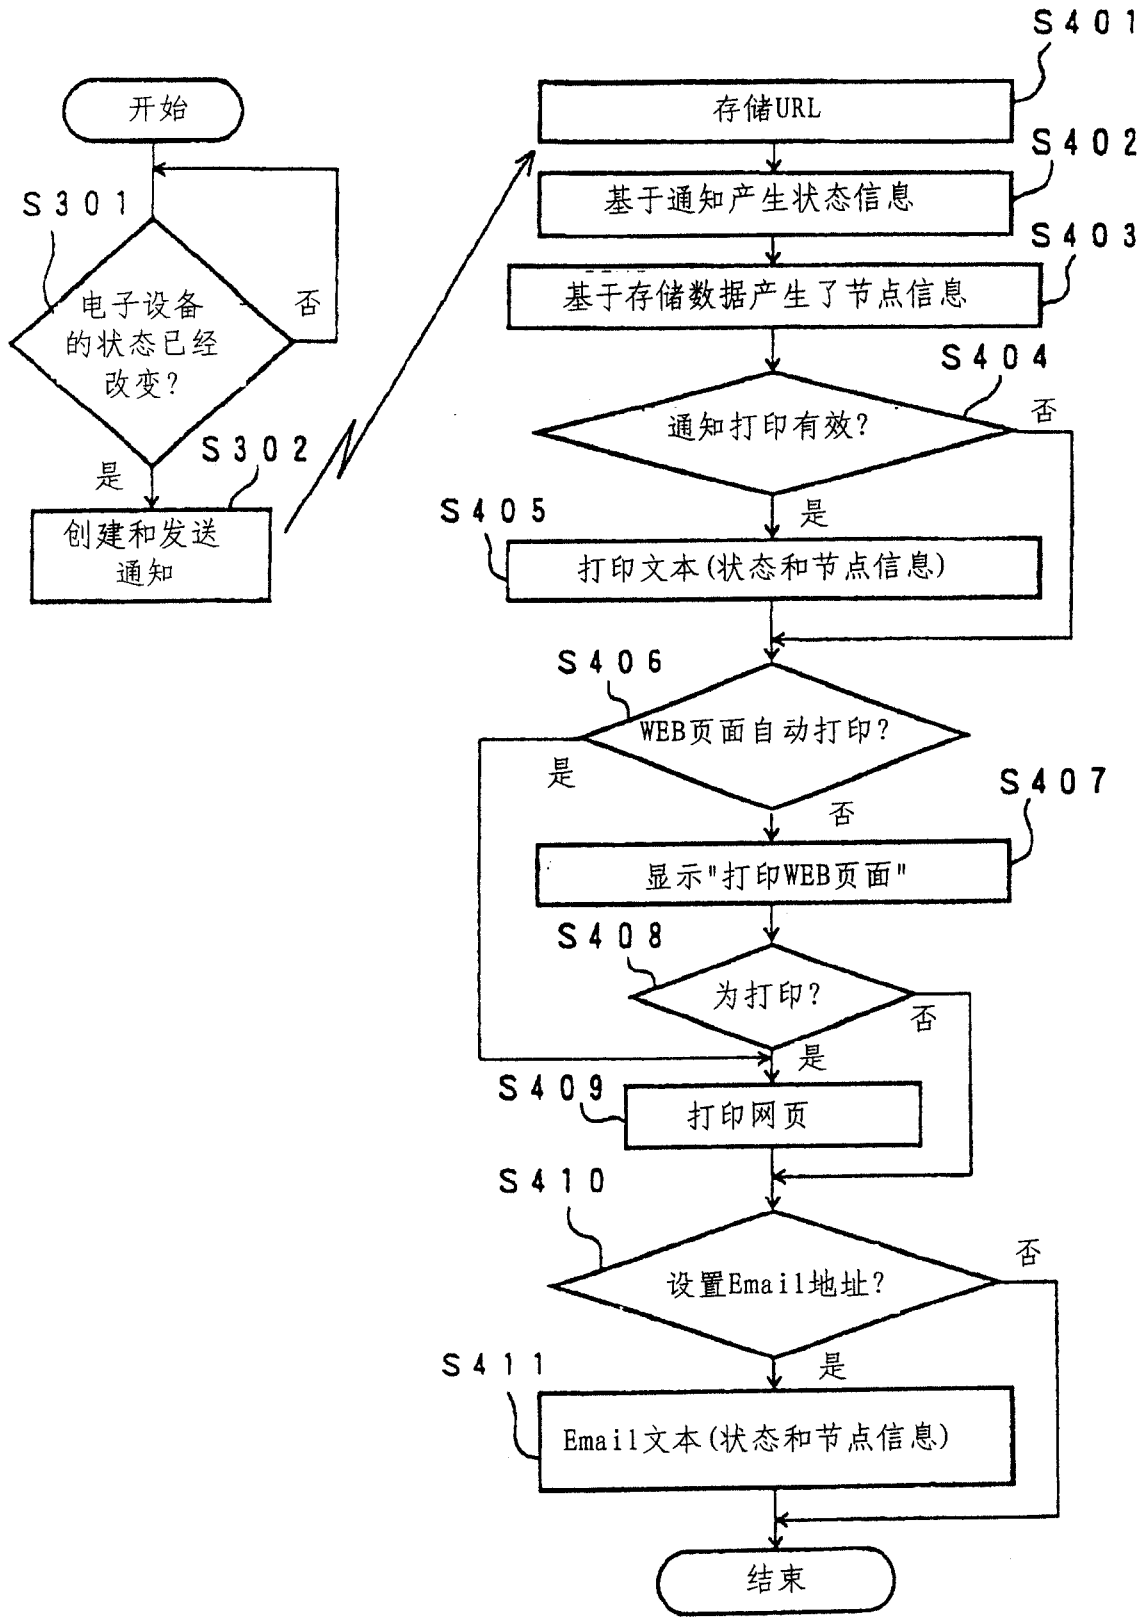 开始
S301
电子设备
的状态已经
改变?
否
是
S302
创建和发送
通知
S401
存储URL
S402
基于通知产生状态信息
S403
基于存储数据产生了节点信息
S404
通知打印有效?
否
是
S405
打印文本(状态和节点信息)
S406
WEB页面自动打印?
是
否
S407
显示"打印WEB页面"
S408
为打印?
否
是
S409
打印网页
S410
设置Email地址?
否
是
S411
Email文本(状态和节点信息)
结束